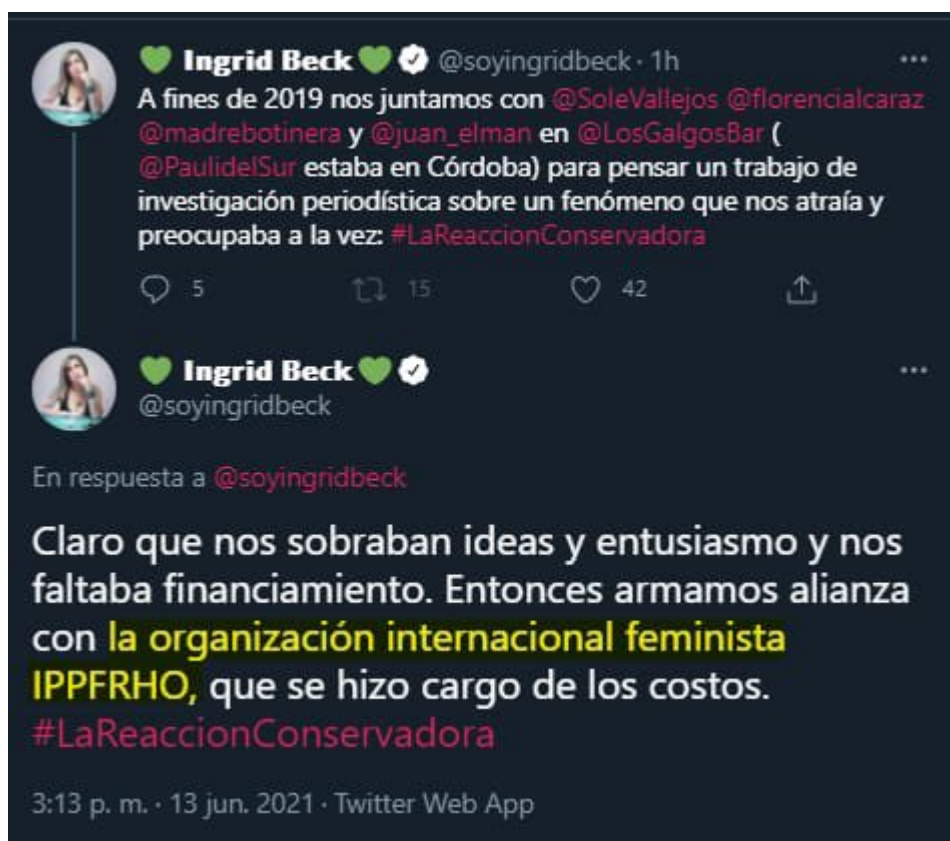 💚 Ingrid Beck 💚 @soyingridbeck · 1h
A fines de 2019 nos juntamos con @SoleVallejos @florencialcaraz
@madrebotinera y @juan_elman en @LosGalgosBar (
@PaulidelSur estaba en Córdoba) para pensar un trabajo de
investigación periodística sobre un fenómeno que nos atraía y
preocupaba a la vez: #LaReaccionConservadora
5 15 42
💚 Ingrid Beck 💚
@soyingridbeck
En respuesta a @soyingridbeck
Claro que nos sobraban ideas y entusiasmo y nos
faltaba financiamiento. Entonces armamos alianza
con la organización internacional feminista
IPPFRHO, que se hizo cargo de los costos.
#LaReaccionConservadora
3:13 p. m. · 13 jun. 2021 · Twitter Web App